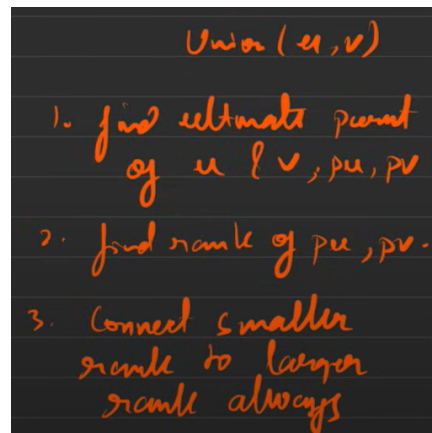 Union(u,v)
1. find ultimate parent
of u & v, pu, pv
2. find rank of pu, pv.
3. Connect smaller
rank to larger
rank always